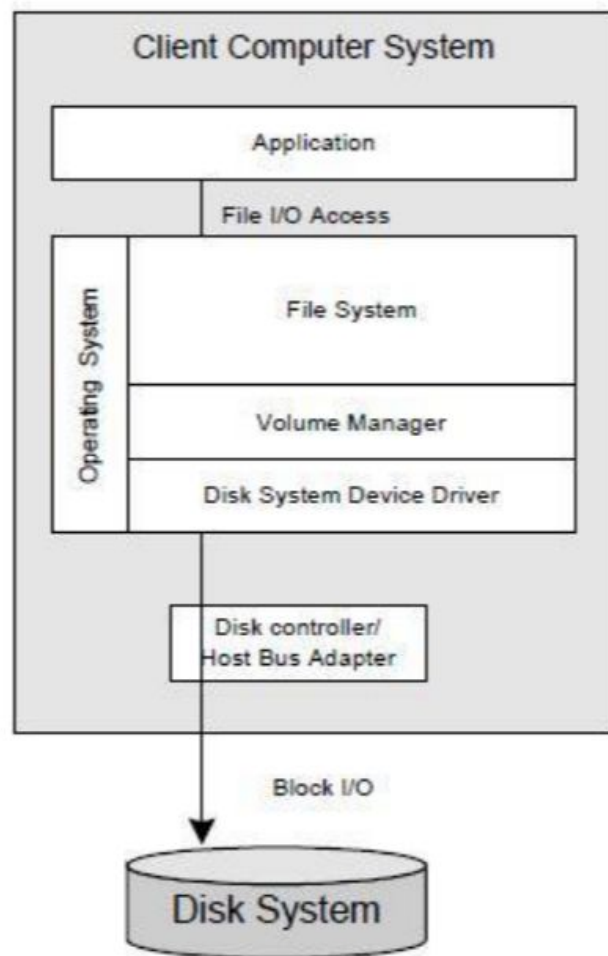 Client Computer System
Application
File I/O Access
Operating System
File System
Volume Manager
Disk System Device Driver
Disk controller/
Host Bus Adapter
Block I/O
Disk System